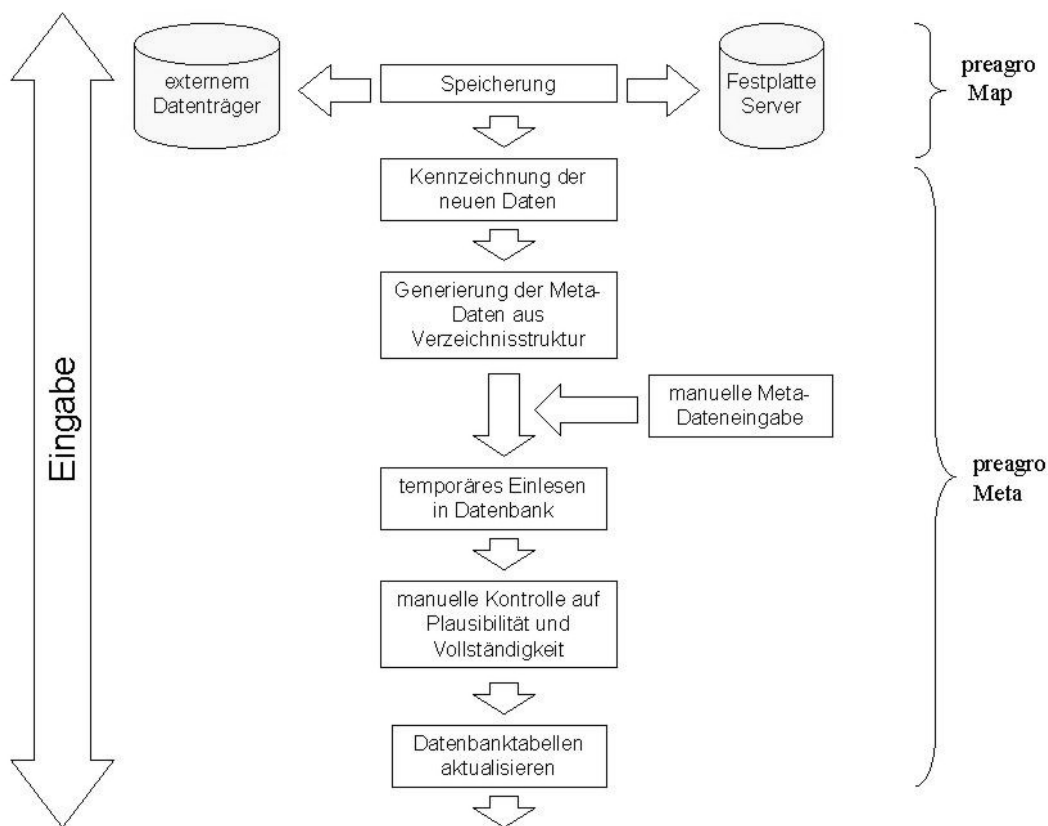 externem
Datenträger
Speicherung
Festplatte
Server
preagro
Map
Kennzeichnung der
neuen Daten
Generierung der Meta-
Daten aus
Verzeichnisstruktur
manuelle Meta-
Dateneingabe
Eingabe
temporäres Einlesen
in Datenbank
preagro
Meta
manuelle Kontrolle auf
Plausibilität und
Vollständigkeit
Datenbanktabellen
aktualisieren